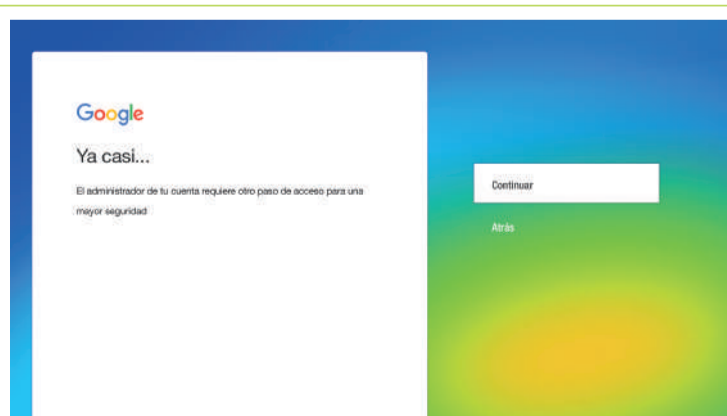 Google
Ya casi...
El administrador de tu cuenta requiere otro paso de acceso para una
mayor seguridad
Continuar
Atrás